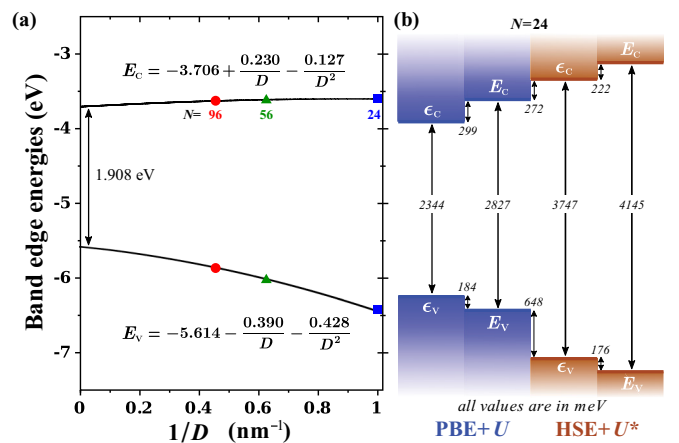 (a)
E_C = −3.706 + 0.230/D − 0.127/D²
N= 96 56 24
1.908 eV
E_V = −5.614 − 0.390/D − 0.428/D²
Band edge energies (eV)
-3
-4
-5
-6
-7
0 0.2 0.4 0.6 0.8 1
1/D (nm⁻¹)
(b)
N=24
ϵ_C E_C ϵ_C E_C
299 272 222
2344 2827 3747 4145
184 648 176
ϵ_V E_V ϵ_V E_V
all values are in meV
PBE+U HSE+U*